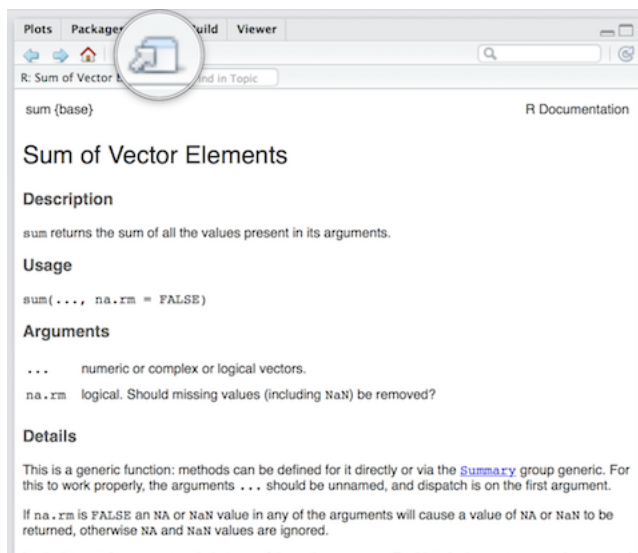 Plots Packages uild Viewer
R: Sum of Vector E nd in Topic
sum {base} R Documentation
Sum of Vector Elements
Description
sum returns the sum of all the values present in its arguments.
Usage
sum(..., na.rm = FALSE)
Arguments
... numeric or complex or logical vectors.
na.rm logical. Should missing values (including NaN) be removed?
Details
This is a generic function: methods can be defined for it directly or via the Summary group generic. For
this to work properly, the arguments ... should be unnamed, and dispatch is on the first argument.
If na.rm is FALSE an NA or NaN value in any of the arguments will cause a value of NA or NaN to be
returned, otherwise NA and NaN values are ignored.